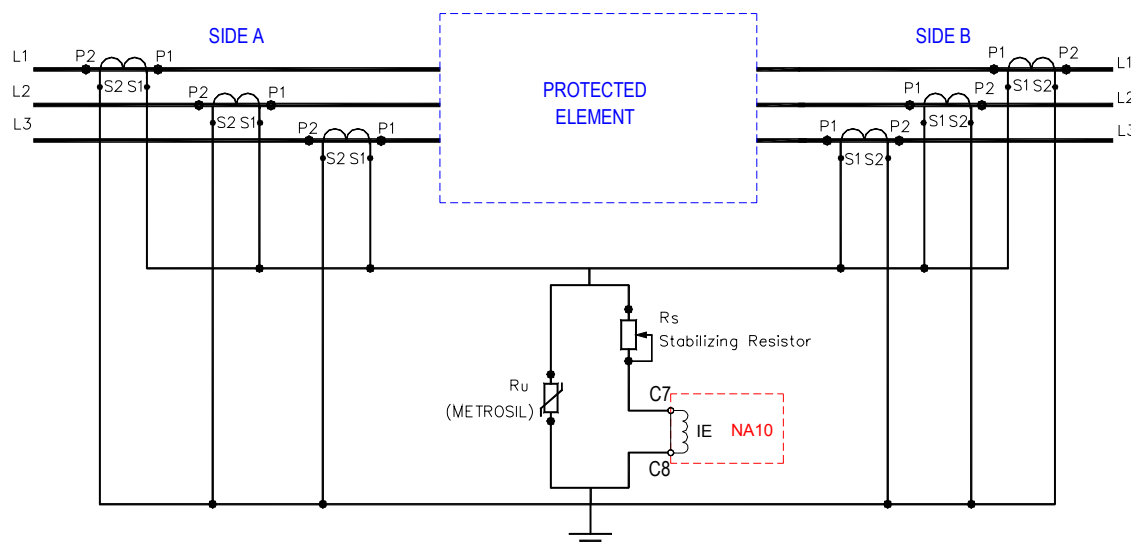 SIDE A
SIDE B
L1 P2 P1 P1 P2 L1
S2 S1 S1 S2
L2 P2 P1 PROTECTED P1 P2 L2
ELEMENT
S2 S1 S1 S2
L3 P2 P1 P1 P2 L3
S2 S1 S1 S2
Rs
Stabilizing Resistor
Ru
(METROSIL)
C7
IE NA10
C8